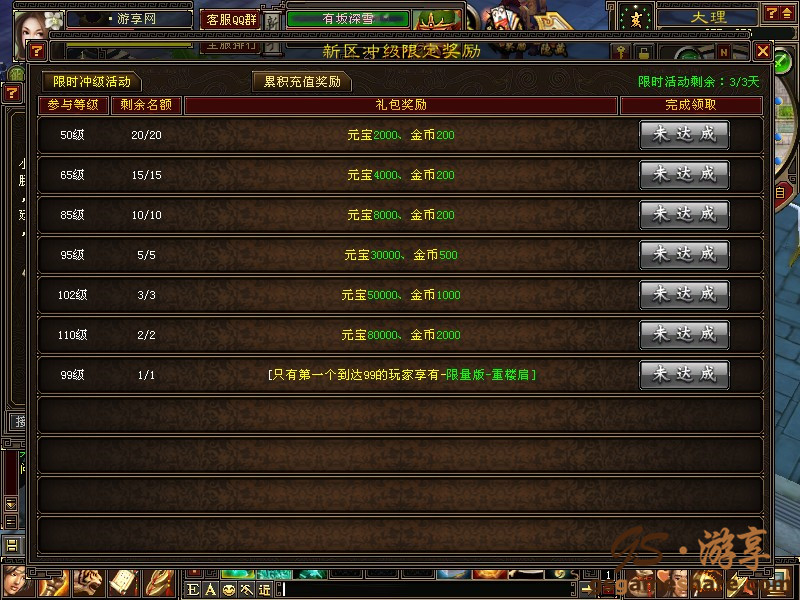 ·游享网
客服QQ群
有坂深雪
大理
亥
全服排行
新区冲级限定奖励
限时冲级活动
累积充值奖励
限时活动剩余：3/3天
参与等级 剩余名额 礼包奖励 完成领取
50级 20/20 元宝2000、金币200 未达成
65级 15/15 元宝4000、金币200 未达成
85级 10/10 元宝8000、金币200 未达成
95级 5/5 元宝30000、金币500 未达成
102级 3/3 元宝50000、金币1000 未达成
110级 2/2 元宝80000、金币2000 未达成
99级 1/1 [只有第一个到达99的玩家享有-限量版-重楼肩] 未达成
自
GS·游享
E A 近
1